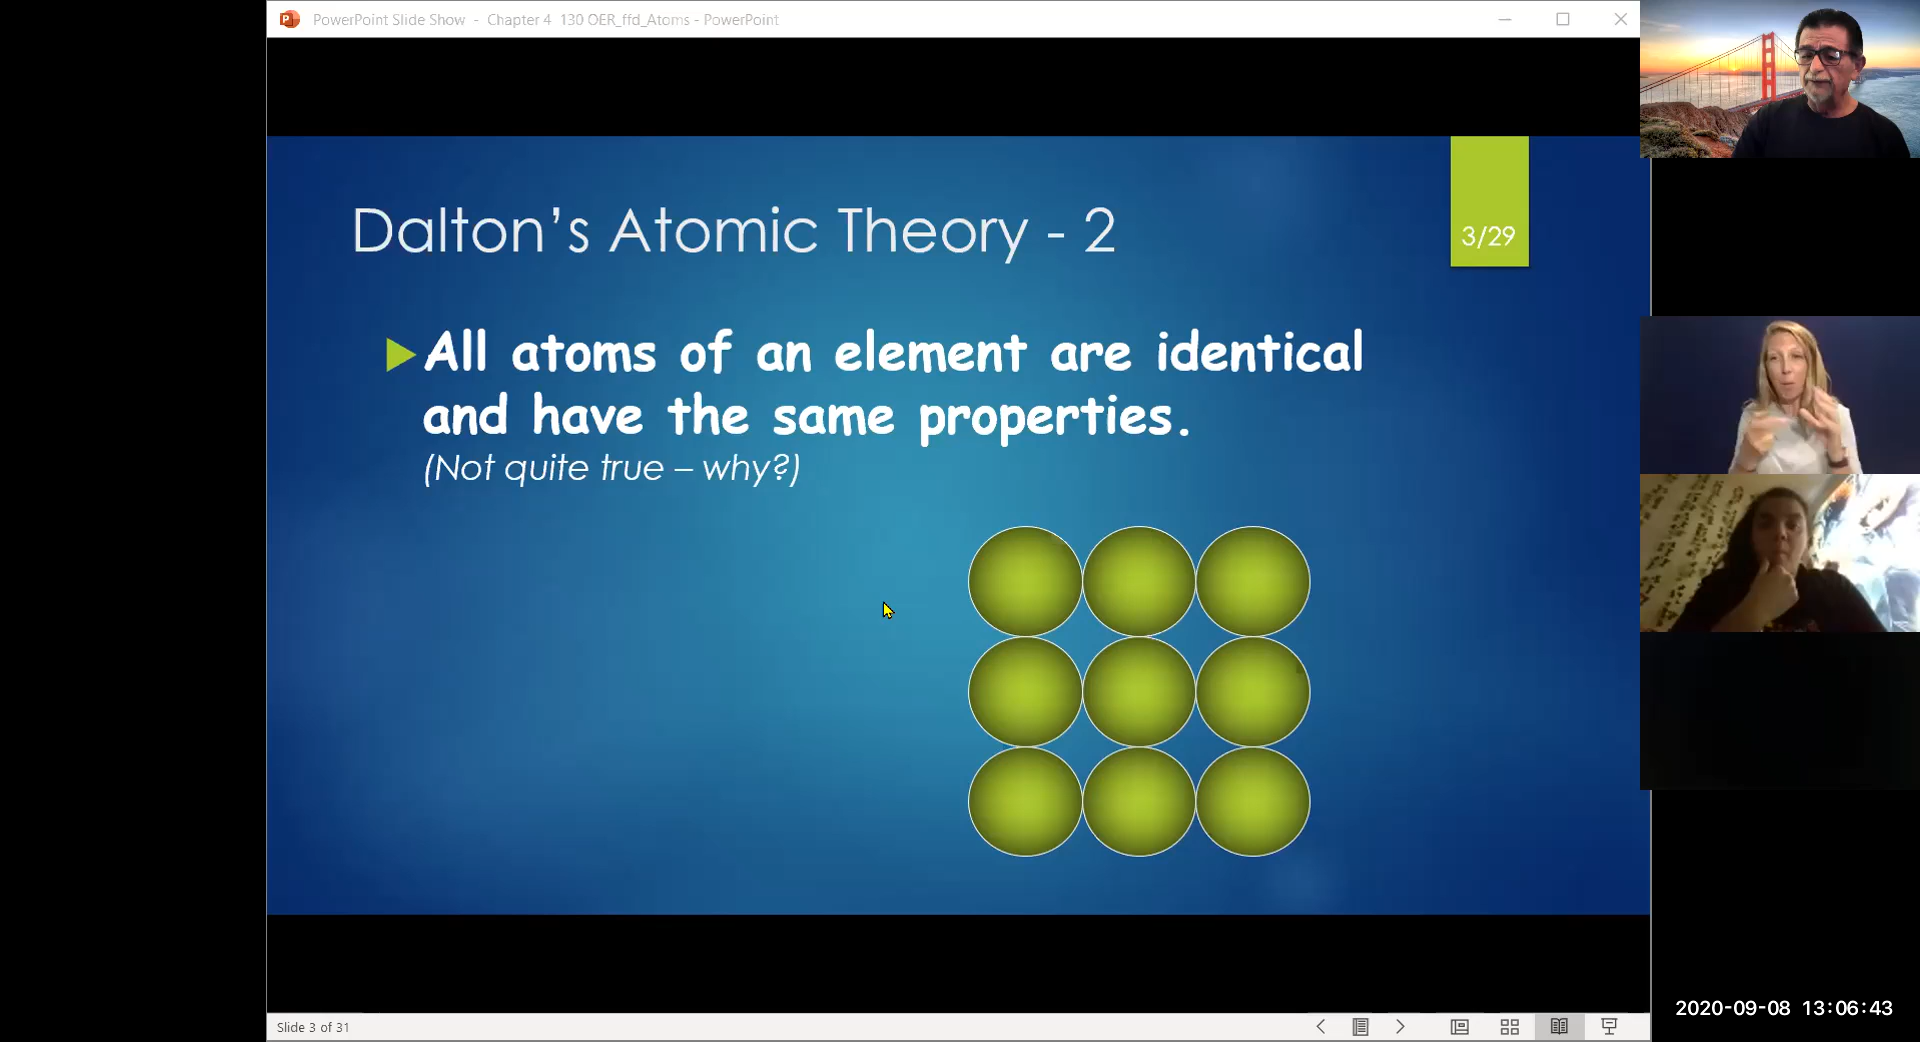 PowerPoint Slide Show - Chapter 4 130 OER_ffd_Atoms - PowerPoint
Dalton’s Atomic Theory - 2
3/29
All atoms of an element are identical
and have the same properties.
(Not quite true – why?)
Slide 3 of 31
2020-09-08 13:06:43